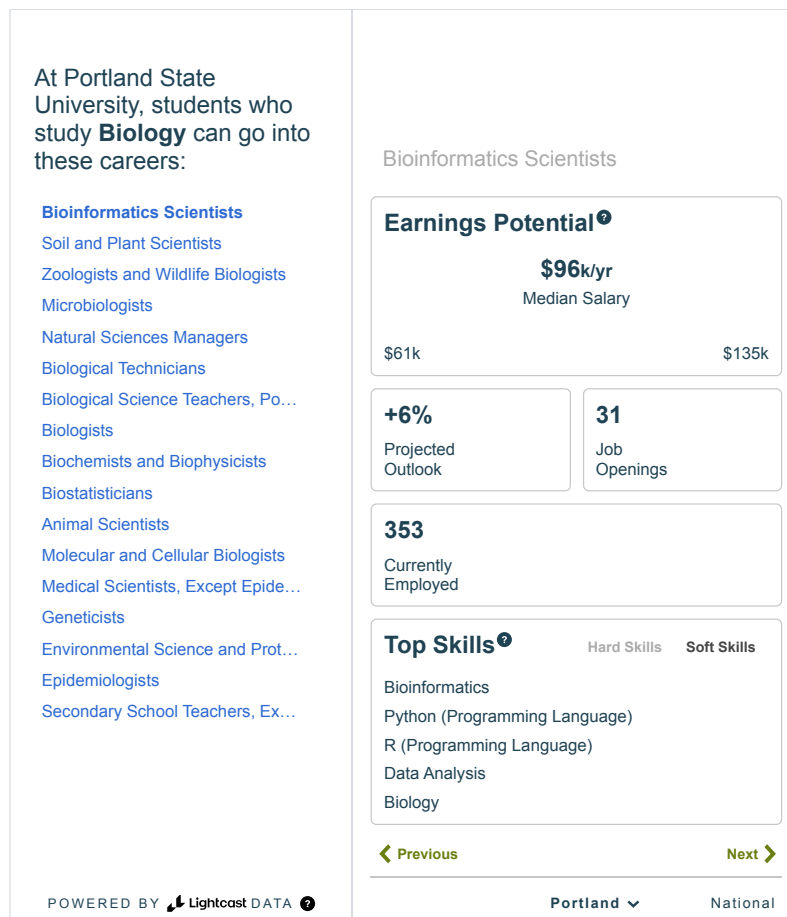 At Portland State
University, students who
study Biology can go into
these careers:
Bioinformatics Scientists
Soil and Plant Scientists
Zoologists and Wildlife Biologists
Microbiologists
Natural Sciences Managers
Biological Technicians
Biological Science Teachers, Po…
Biologists
Biochemists and Biophysicists
Biostatisticians
Animal Scientists
Molecular and Cellular Biologists
Medical Scientists, Except Epide…
Geneticists
Environmental Science and Prot…
Epidemiologists
Secondary School Teachers, Ex…
POWERED BY Lightcast DATA ?
Bioinformatics Scientists
Earnings Potential ?
$96k/yr
Median Salary
$61k $135k
+6%
Projected
Outlook
31
Job
Openings
353
Currently
Employed
Top Skills ? Hard Skills Soft Skills
Bioinformatics
Python (Programming Language)
R (Programming Language)
Data Analysis
Biology
Previous Next
Portland National